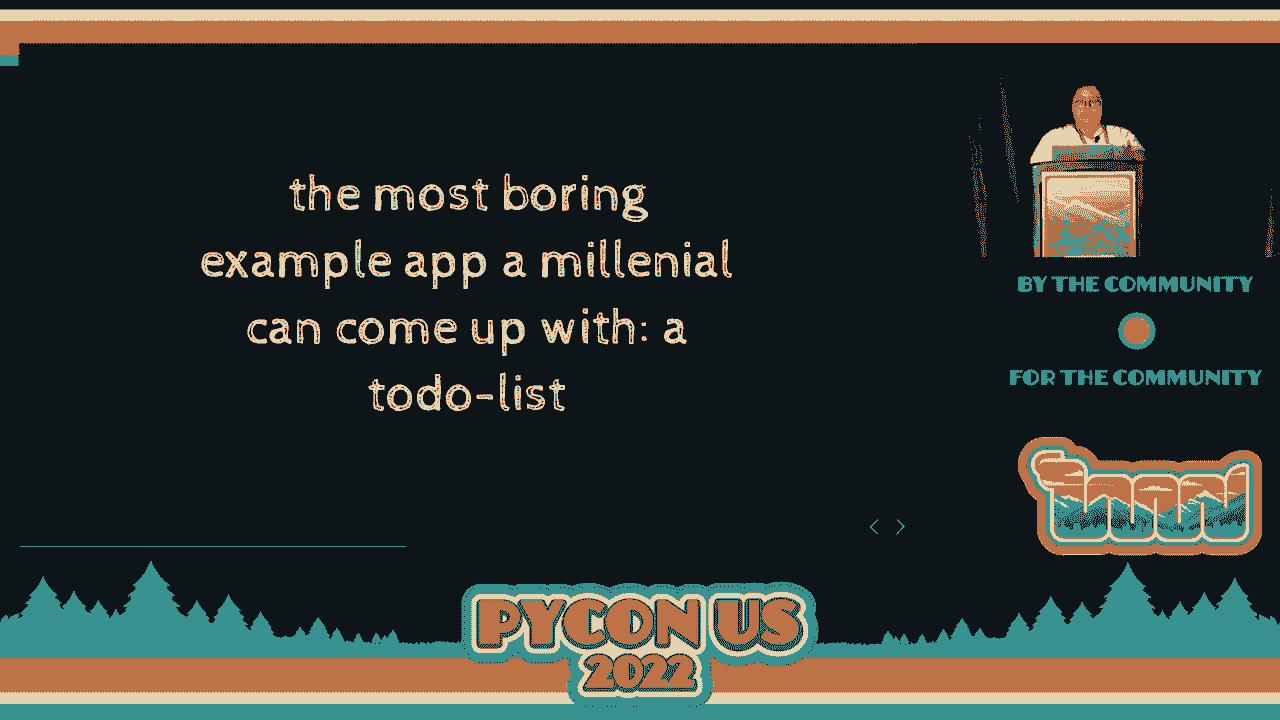 the most boring
example app a millenial
can come up with: a
todo-list
BY THE COMMUNITY
FOR THE COMMUNITY
PYCON US
2022